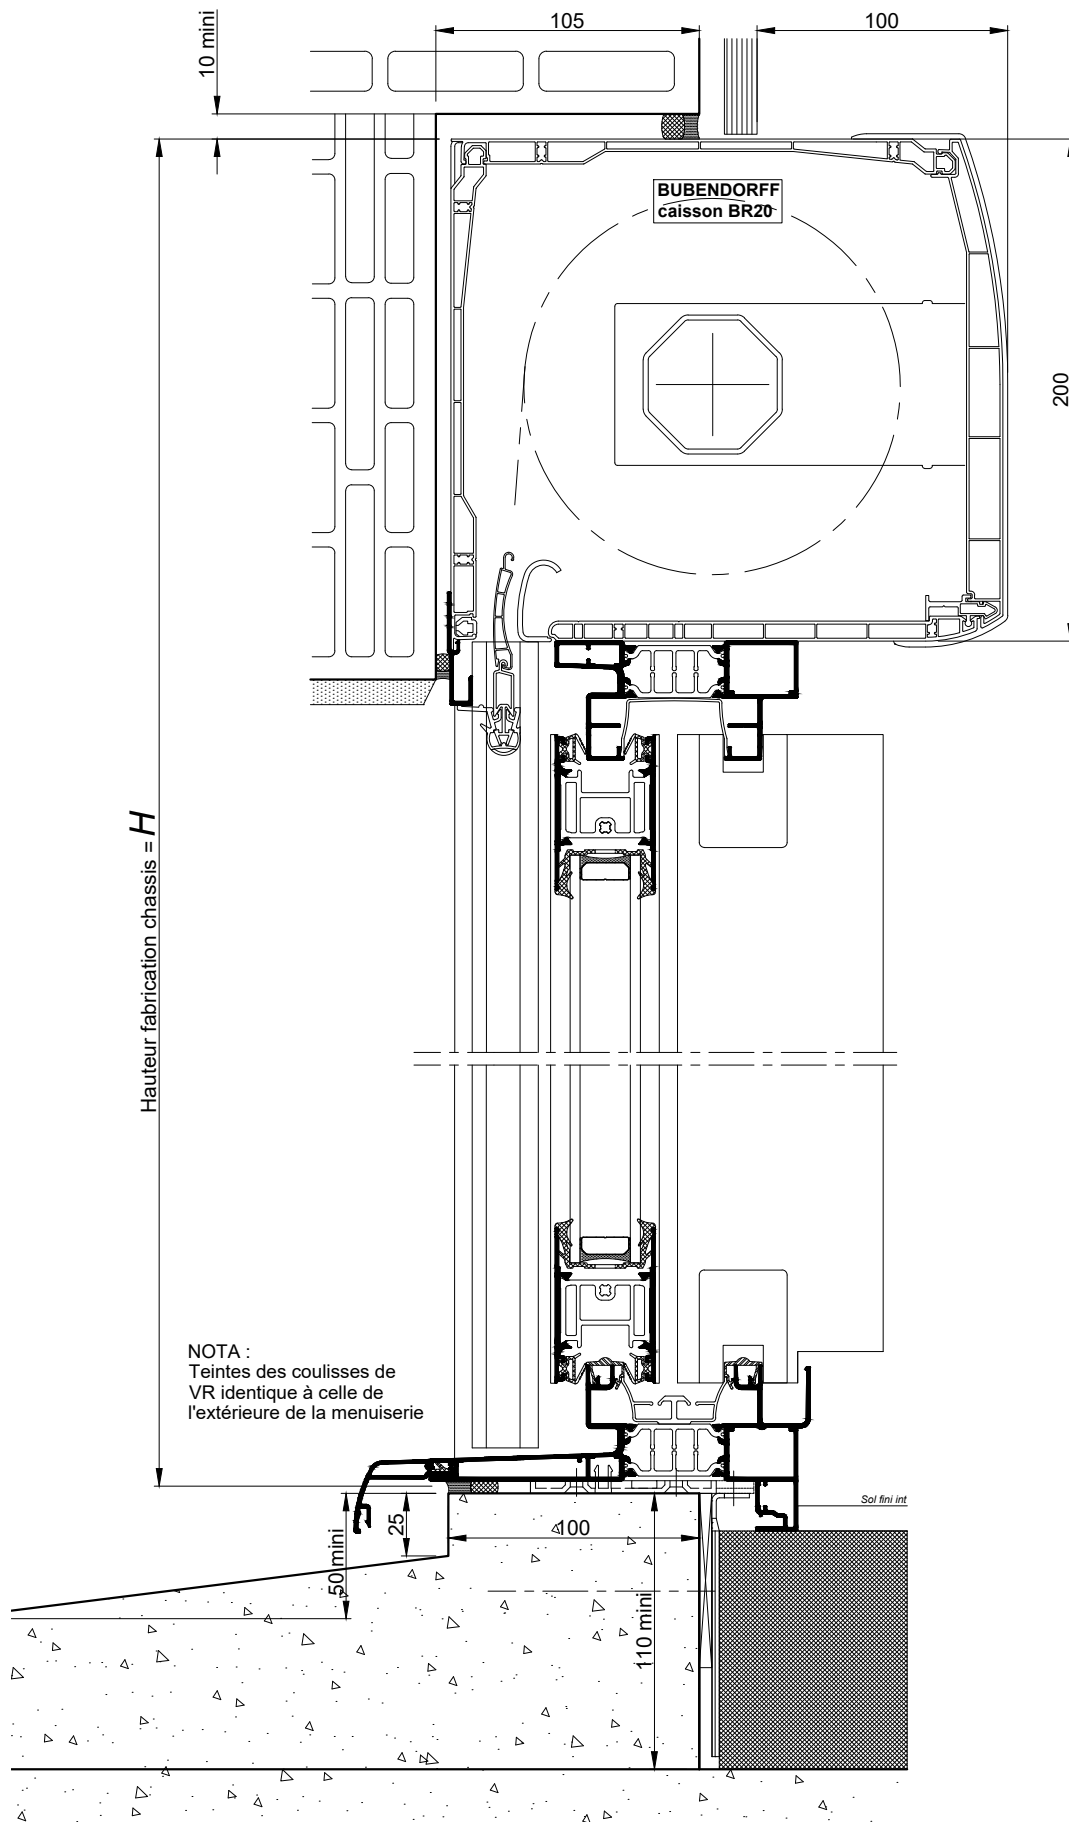 105
100
10 mini
BUBENDORFF
caisson BR20
200
Hauteur fabrication chassis = H
NOTA :
Teintes des coulisses de
VR identique à celle de
l'extérieure de la menuiserie
Sol fini int
25
100
50 mini
110 mini